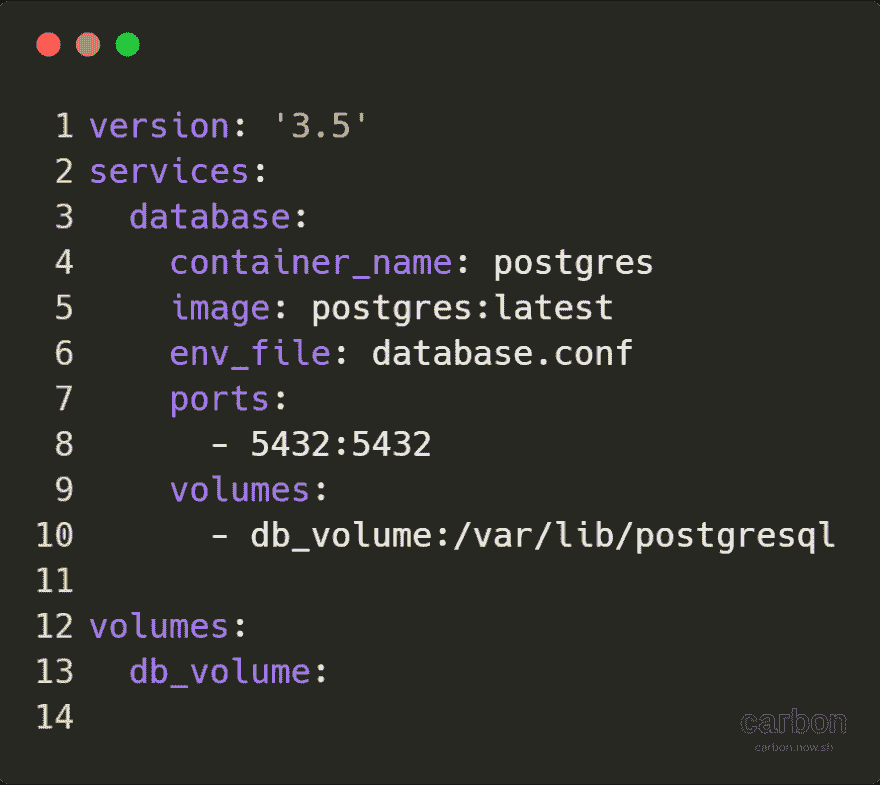 1 version: '3.5'
2 services:
3   database:
4     container_name: postgres
5     image: postgres:latest
6     env_file: database.conf
7     ports:
8       - 5432:5432
9     volumes:
10       - db_volume:/var/lib/postgresql
11
12 volumes:
13   db_volume:
14
carbon
carbon.now.sh